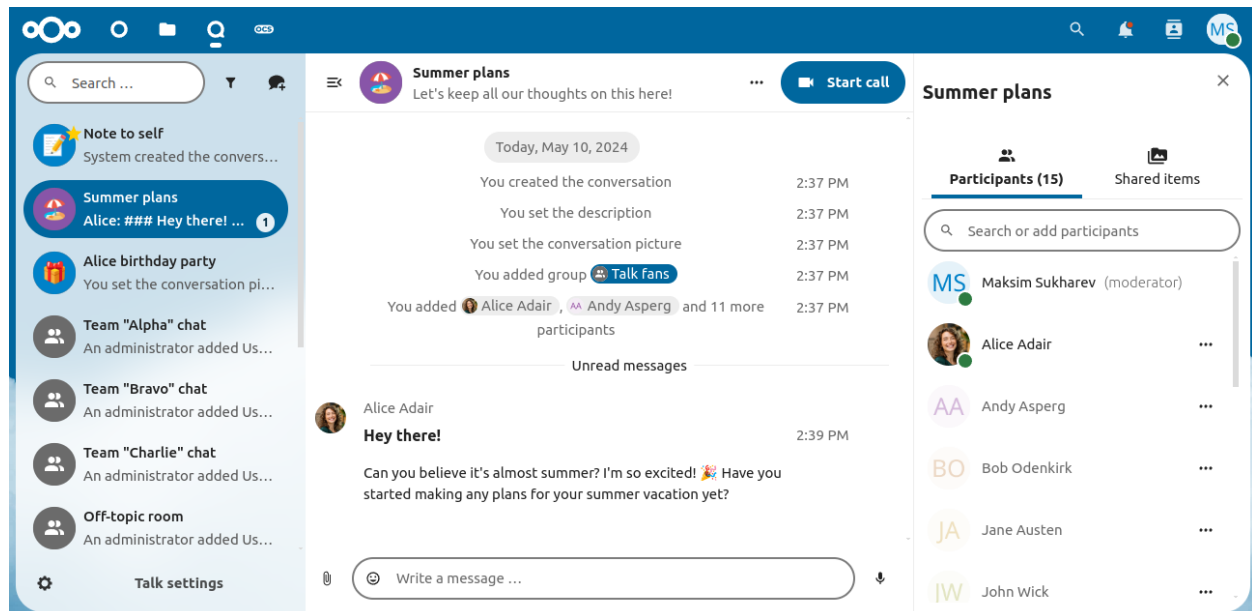 ocs
MS
Search ...
Note to self
System created the convers...
Summer plans
Alice: ### Hey there! ...
1
Alice birthday party
You set the conversation pi...
Team "Alpha" chat
An administrator added Us...
Team "Bravo" chat
An administrator added Us...
Team "Charlie" chat
An administrator added Us...
Off-topic room
An administrator added Us...
Talk settings
Summer plans
Let's keep all our thoughts on this here!
Start call
Today, May 10, 2024
You created the conversation 2:37 PM
You set the description 2:37 PM
You set the conversation picture 2:37 PM
You added group Talk fans 2:37 PM
You added Alice Adair , AA Andy Asperg and 11 more 2:37 PM
participants
Unread messages
Alice Adair
Hey there! 2:39 PM
Can you believe it's almost summer? I'm so excited! 🎉 Have you
started making any plans for your summer vacation yet?
Write a message ...
Summer plans
Participants (15)
Shared items
Search or add participants
MS Maksim Sukharev (moderator)
Alice Adair
AA Andy Asperg
BO Bob Odenkirk
JA Jane Austen
JW John Wick